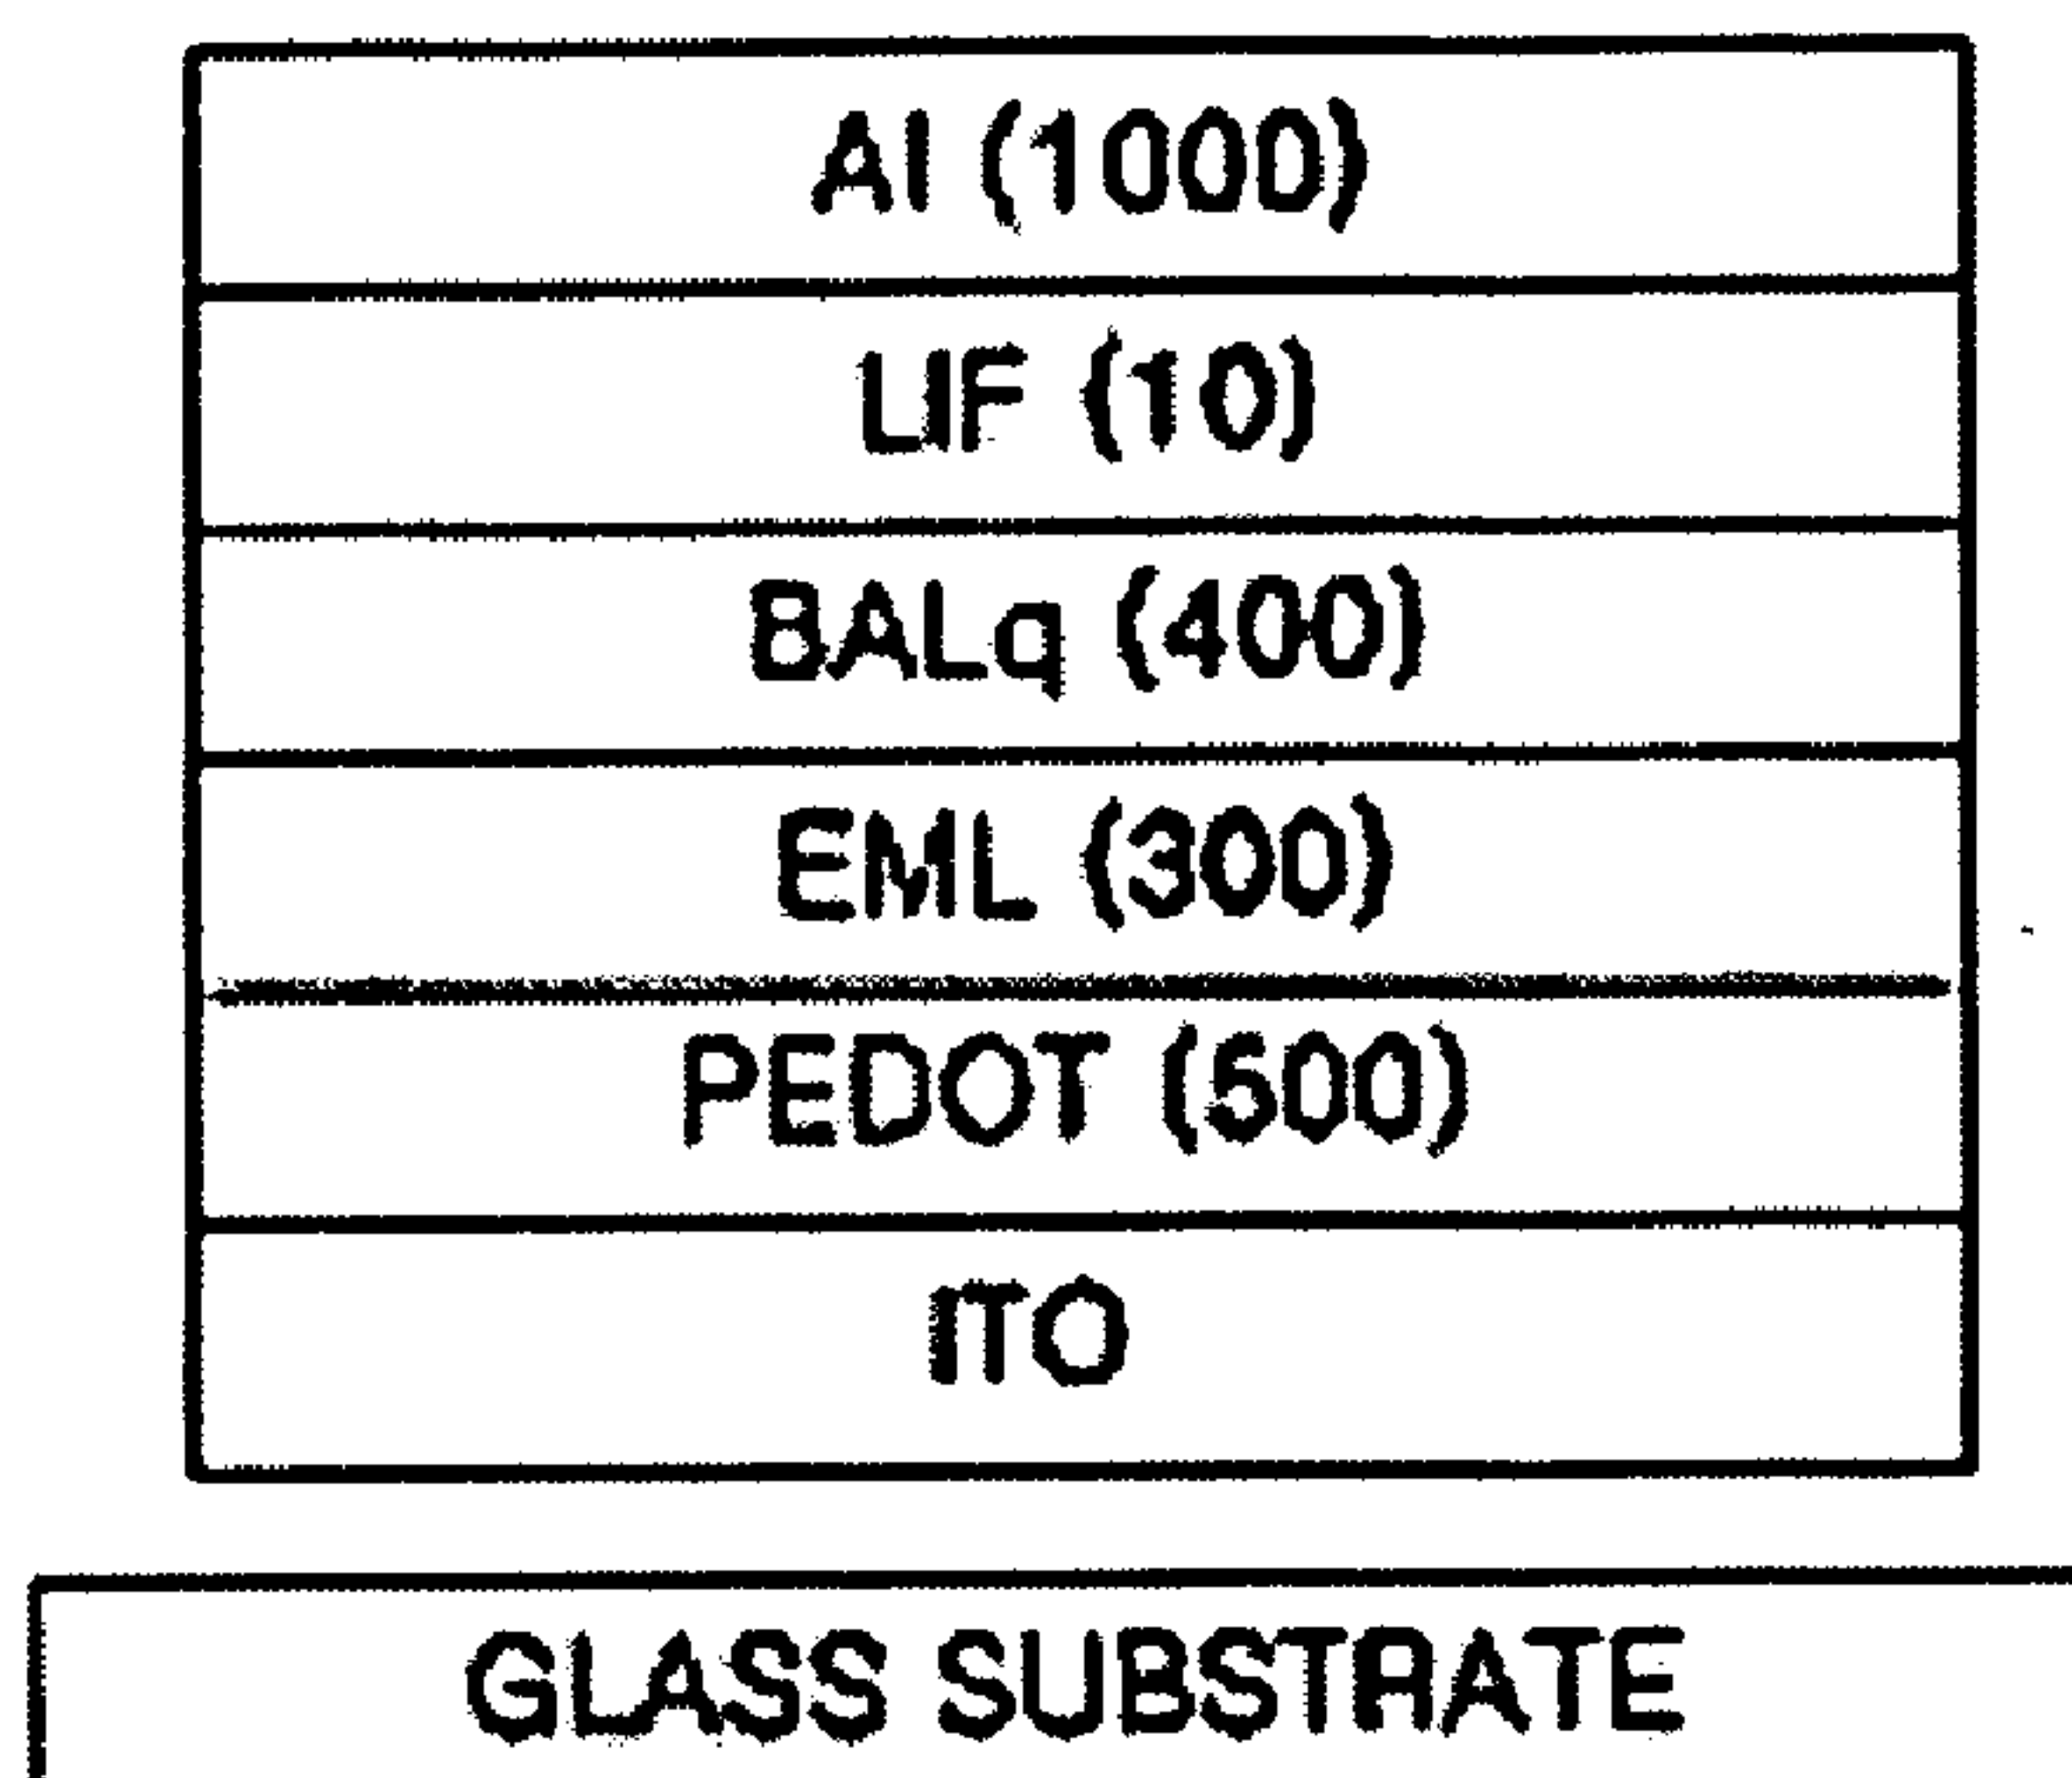 Al (1000)
LIF (10)
BALq (400)
EML (300)
PEDOT (500)
ITO
GLASS SUBSTRATE